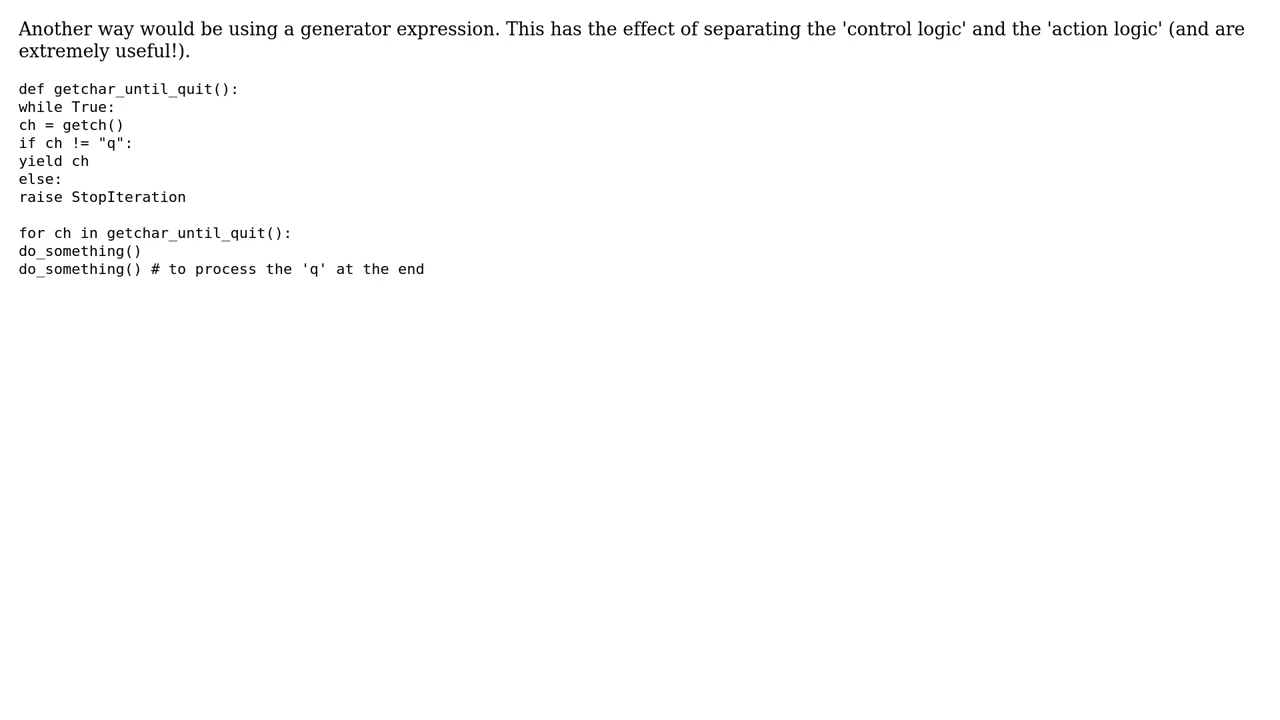 Another way would be using a generator expression. This has the effect of separating the 'control logic' and the 'action logic' (and are
extremely useful!).
def getchar_until_quit():
while True:
ch = getch()
if ch != "q":
yield ch
else:
raise StopIteration
for ch in getchar_until_quit():
do_something()
do_something() # to process the 'q' at the end